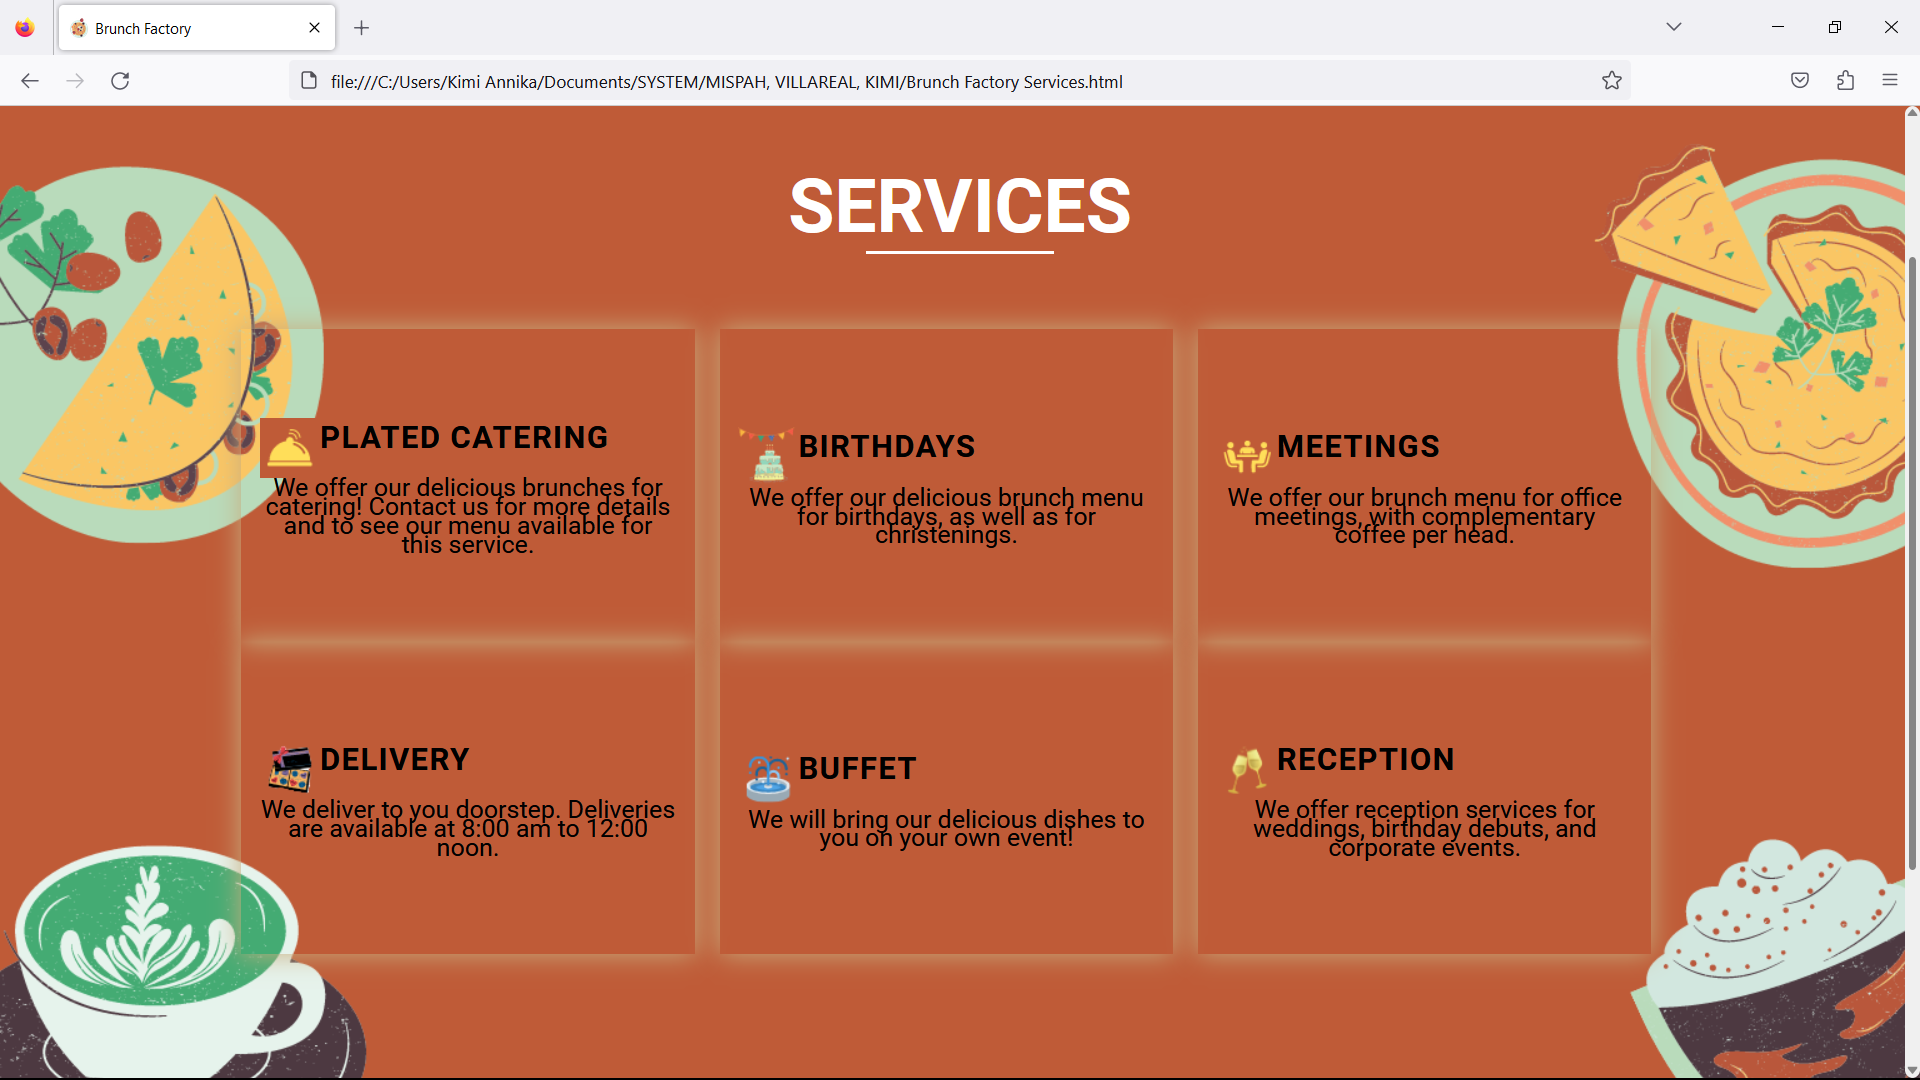 Brunch Factory
file:///C:/Users/Kimi Annika/Documents/SYSTEM/MISPAH, VILLAREAL, KIMI/Brunch Factory Services.html
SERVICES
PLATED CATERING
We offer our delicious brunches for
catering! Contact us for more details
and to see our menu available for
this service.
BIRTHDAYS
We offer our delicious brunch menu
for birthdays, as well as for
christenings.
MEETINGS
We offer our brunch menu for office
meetings, with complementary
coffee per head.
DELIVERY
We deliver to you doorstep. Deliveries
are available at 8:00 am to 12:00
noon.
BUFFET
We will bring our delicious dishes to
you on your own event!
RECEPTION
We offer reception services for
weddings, birthday debuts, and
corporate events.